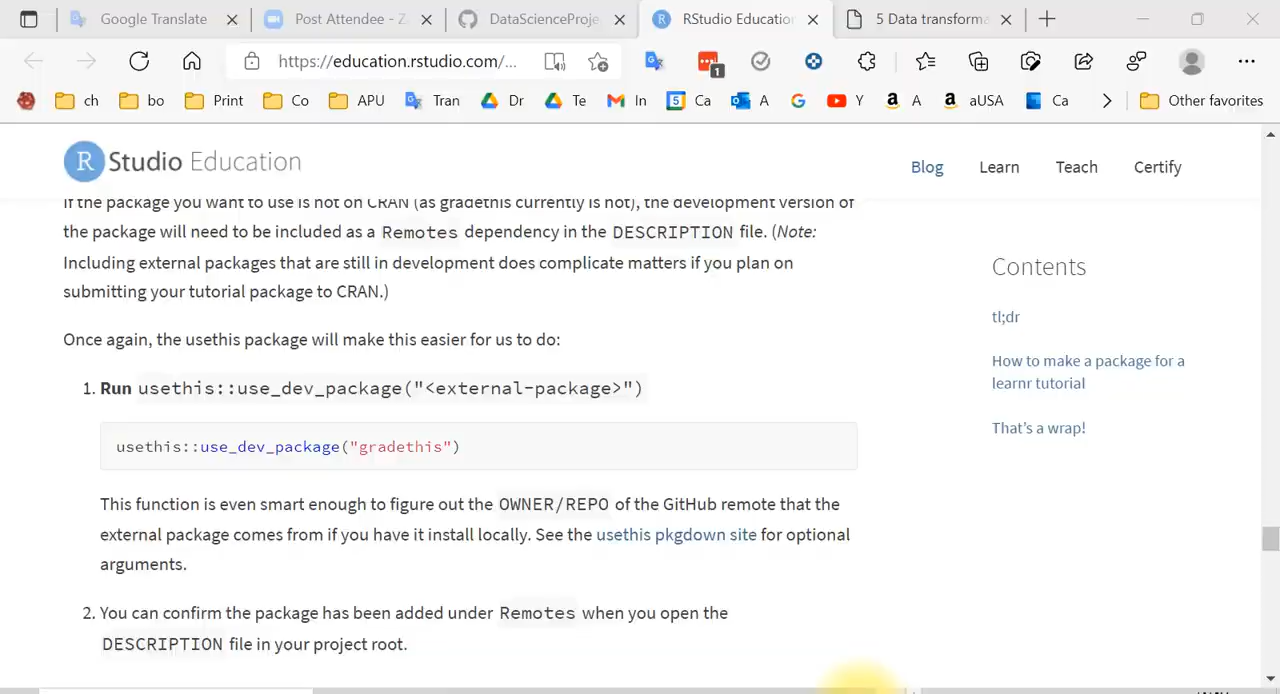 Google Translate
Post Attendee - Z
DataScienceProje
RStudio Education
5 Data transforma
https://education.rstudio.com/...
1
ch
bo
Print
Co
APU
Tran
Dr
Te
In
5
Ca
A
Y
A
aUSA
Ca
Other favorites
R Studio Education
Blog
Learn
Teach
Certify
If the package you want to use is not on CRAN (as gradethis currently is not), the development version of
the package will need to be included as a Remotes dependency in the DESCRIPTION file. (Note:
Including external packages that are still in development does complicate matters if you plan on
submitting your tutorial package to CRAN.)
Once again, the usethis package will make this easier for us to do:
1. Run usethis::use_dev_package("<external-package>")
usethis::use_dev_package("gradethis")
This function is even smart enough to figure out the OWNER/REPO of the GitHub remote that the
external package comes from if you have it install locally. See the usethis pkgdown site for optional
arguments.
2. You can confirm the package has been added under Remotes when you open the
DESCRIPTION file in your project root.
Contents
tl;dr
How to make a package for a
learnr tutorial
That's a wrap!